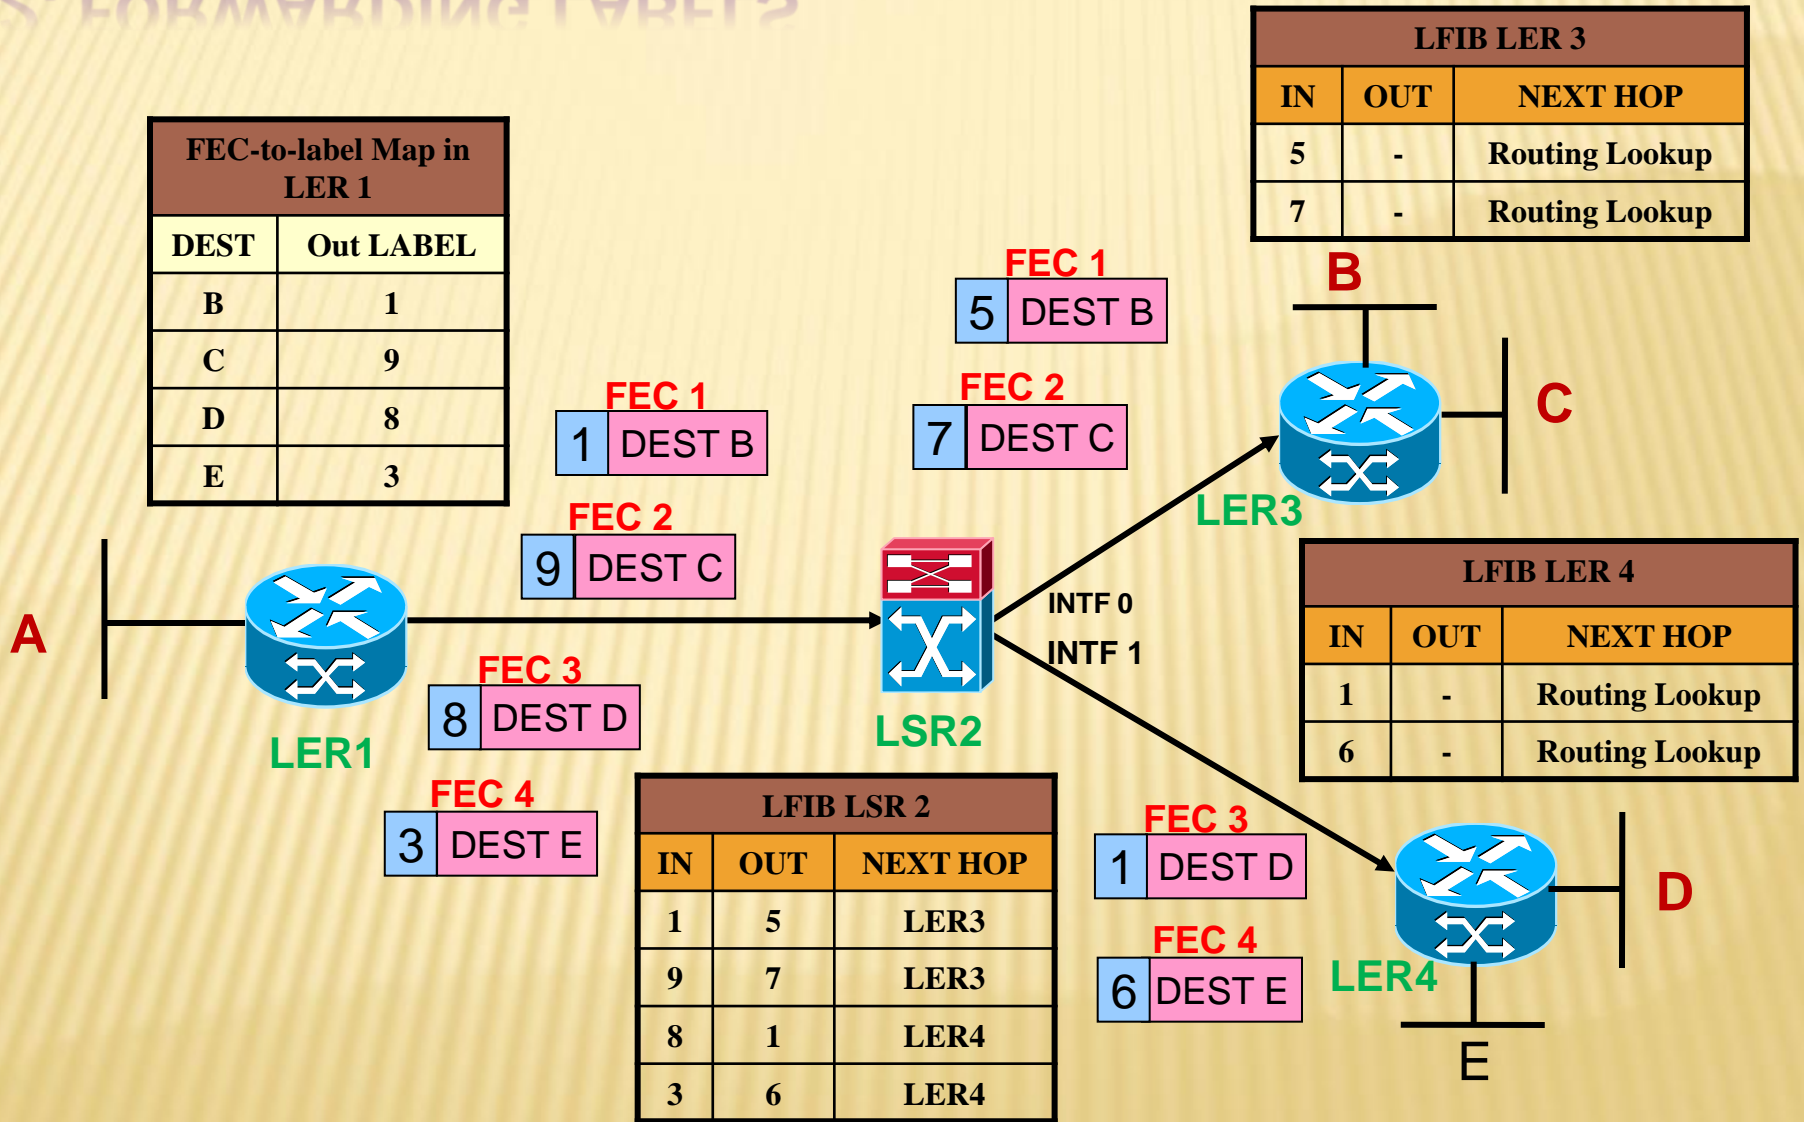 FORWARDING LABELS
FEC-to-label Map in
LER 1
DEST Out LABEL
B 1
C 9
D 8
E 3
LFIB LER 3
IN OUT NEXT HOP
5 - Routing Lookup
7 - Routing Lookup
FEC 1
5 DEST B
FEC 2
7 DEST C
B
C
LER3
FEC 1
1 DEST B
FEC 2
9 DEST C
A
LER1
FEC 3
8 DEST D
FEC 4
3 DEST E
LSR2
INTF 0
INTF 1
LFIB LER 4
IN OUT NEXT HOP
1 - Routing Lookup
6 - Routing Lookup
LFIB LSR 2
IN OUT NEXT HOP
1 5 LER3
9 7 LER3
8 1 LER4
3 6 LER4
FEC 3
1 DEST D
FEC 4
6 DEST E
LER4
D
E